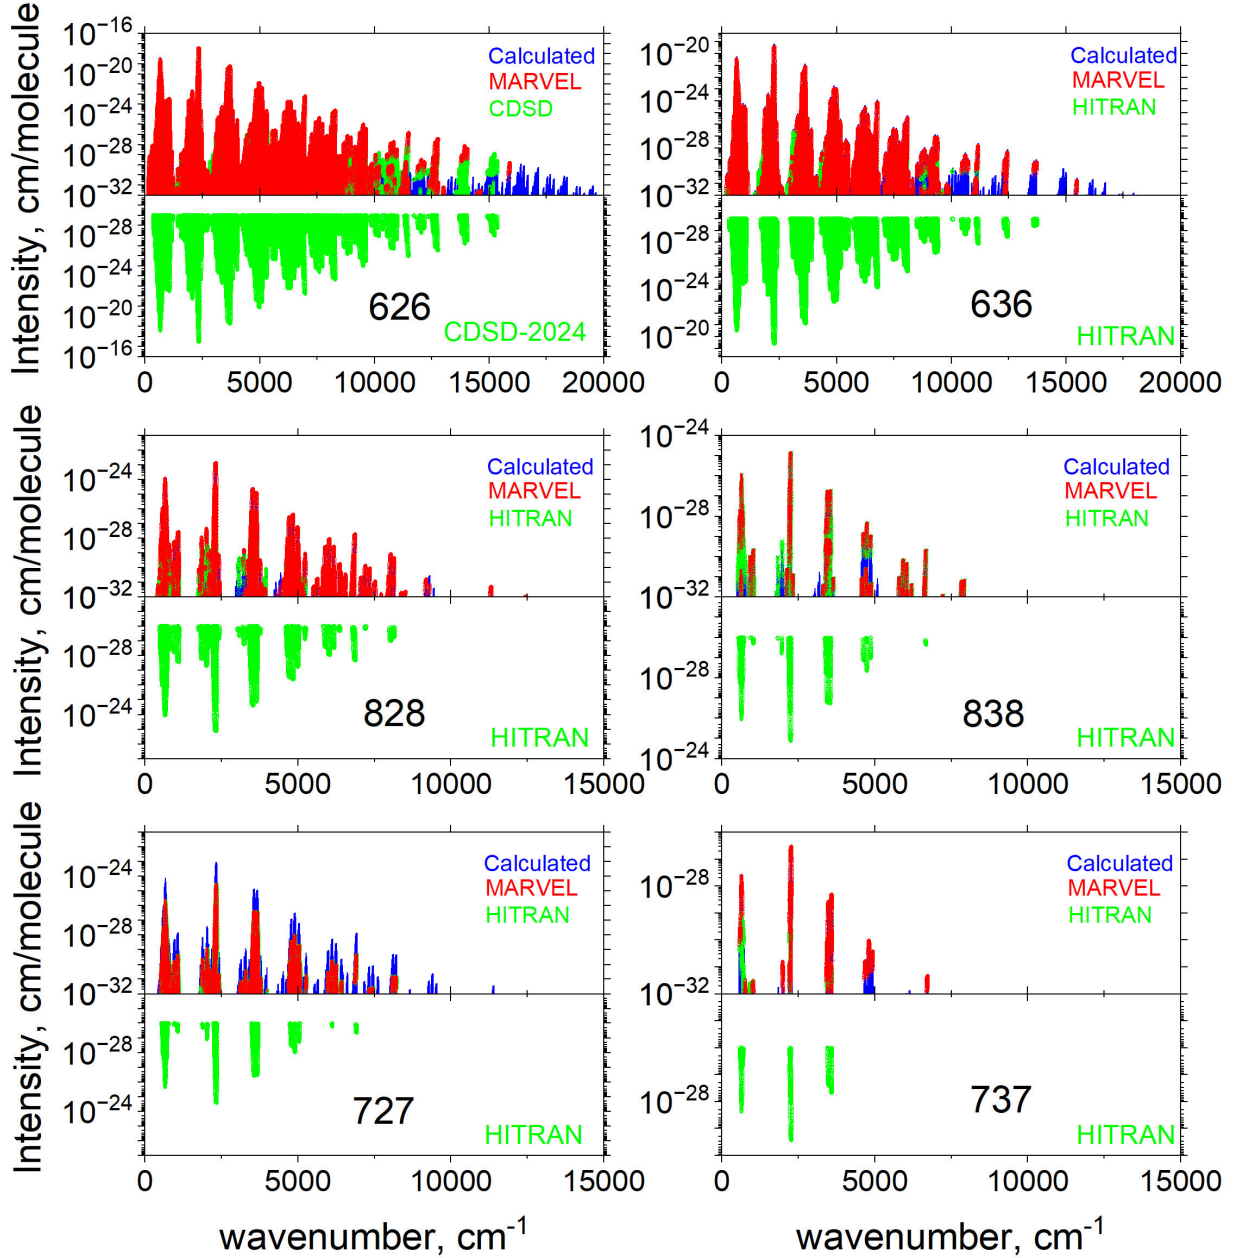 Intensity, cm/molecule
10⁻¹⁶
10⁻²⁰
10⁻²⁴
10⁻²⁸
10⁻³²
Calculated
MARVEL
CDSD
10⁻²⁸
10⁻²⁴
10⁻²⁰
10⁻¹⁶
626
CDSD-2024
0 5000 10000 15000 20000
10⁻²⁰
10⁻²⁴
10⁻²⁸
10⁻³²
Calculated
MARVEL
HITRAN
10⁻²⁸
10⁻²⁴
10⁻²⁰
636
HITRAN
0 5000 10000 15000 20000
Intensity, cm/molecule
10⁻²⁴
10⁻²⁸
10⁻³²
Calculated
MARVEL
HITRAN
10⁻²⁸
10⁻²⁴
828
HITRAN
0 5000 10000 15000
10⁻²⁴
10⁻²⁸
10⁻³²
Calculated
MARVEL
HITRAN
10⁻²⁸
10⁻²⁴
838
HITRAN
0 5000 10000 15000
Intensity, cm/molecule
10⁻²⁴
10⁻²⁸
10⁻³²
Calculated
MARVEL
HITRAN
10⁻²⁸
10⁻²⁴
727
HITRAN
0 5000 10000 15000
wavenumber, cm⁻¹
10⁻²⁸
10⁻³²
Calculated
MARVEL
HITRAN
10⁻²⁸
737
HITRAN
0 5000 10000 15000
wavenumber, cm⁻¹